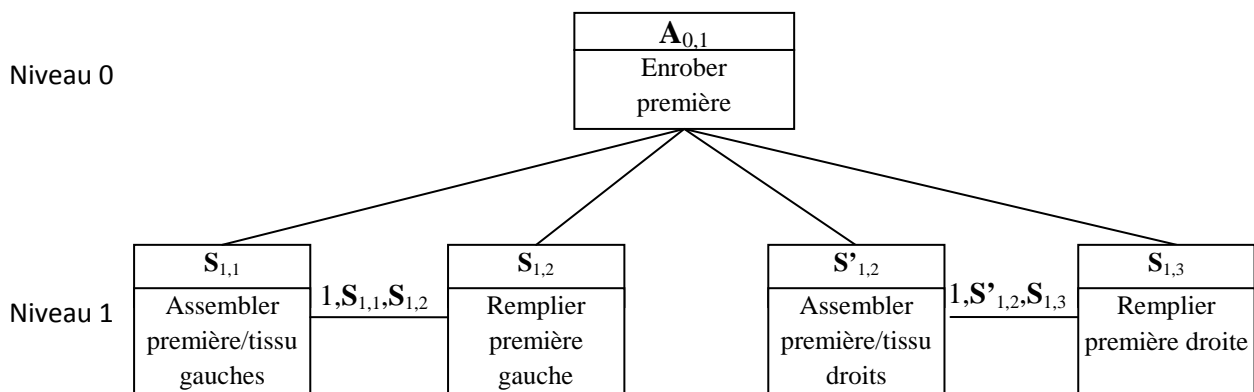 Niveau 0
A0,1
Enrober
première
Niveau 1
S1,1
Assembler
première/tissu
gauches
1,S1,1,S1,2
S1,2
Remplier
première
gauche
S’1,2
Assembler
première/tissu
droits
1,S’1,2,S1,3
S1,3
Remplier
première droite